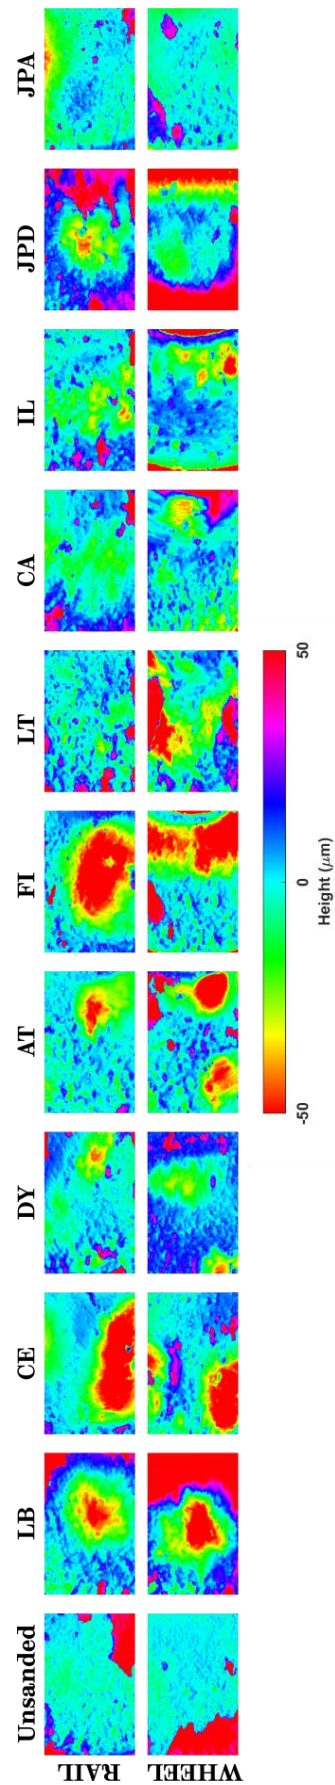 Unsanded LB CE DY AT FI LT CA IL JPD JPA
RAIL
WHEEL
-50 0 50
Height (μm)